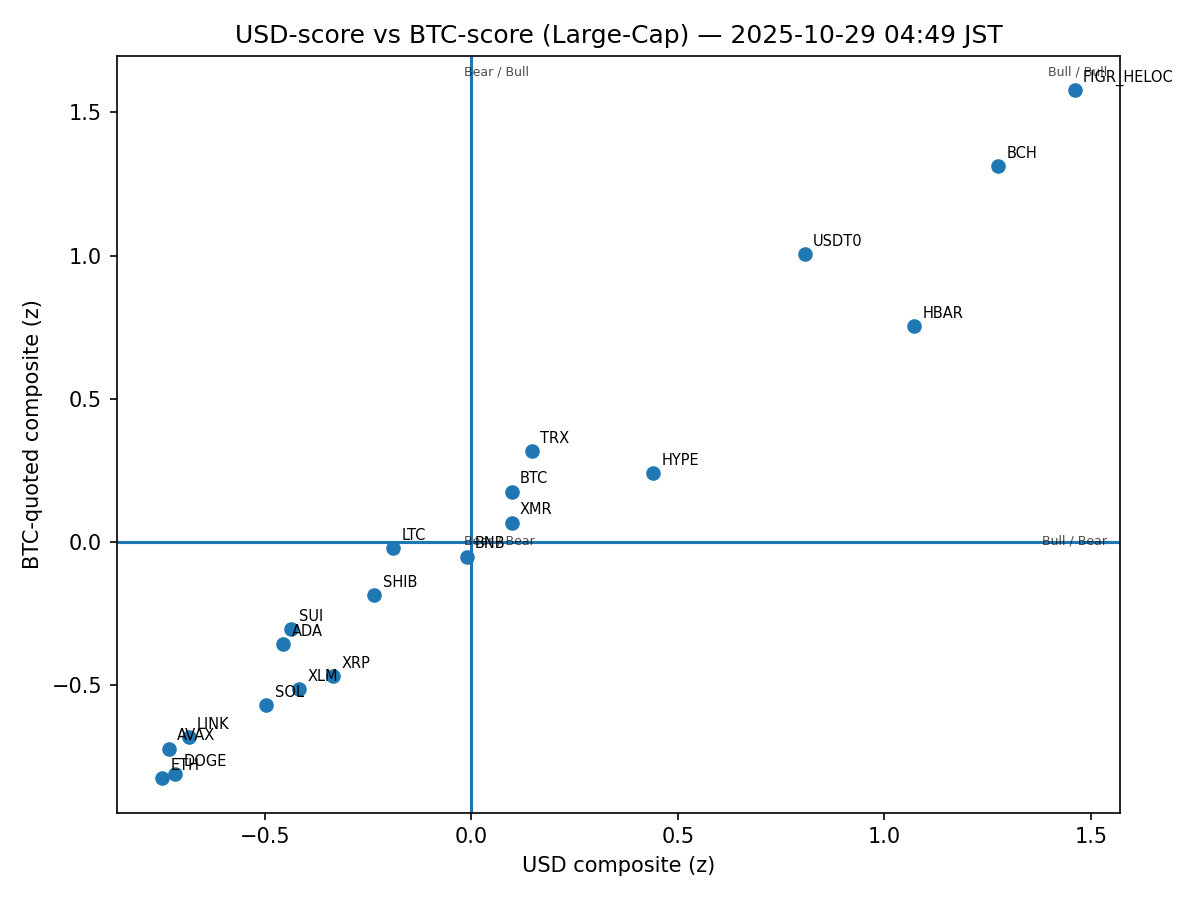 USD-score vs BTC-score (Large-Cap) — 2025-10-29 04:49 JST
Bear / Bull
Bull / Bull
FIGR_HELOC
BCH
USDT0
HBAR
TRX
HYPE
BTC
XMR
LTC
BNB
Bear / Bear
Bull / Bear
SHIB
SUI
ADA
XRP
XLM
SOL
LINK
AVAX
DOGE
ETH
1.5
1.0
0.5
0.0
−0.5
BTC-quoted composite (z)
−0.5
0.0
0.5
1.0
1.5
USD composite (z)